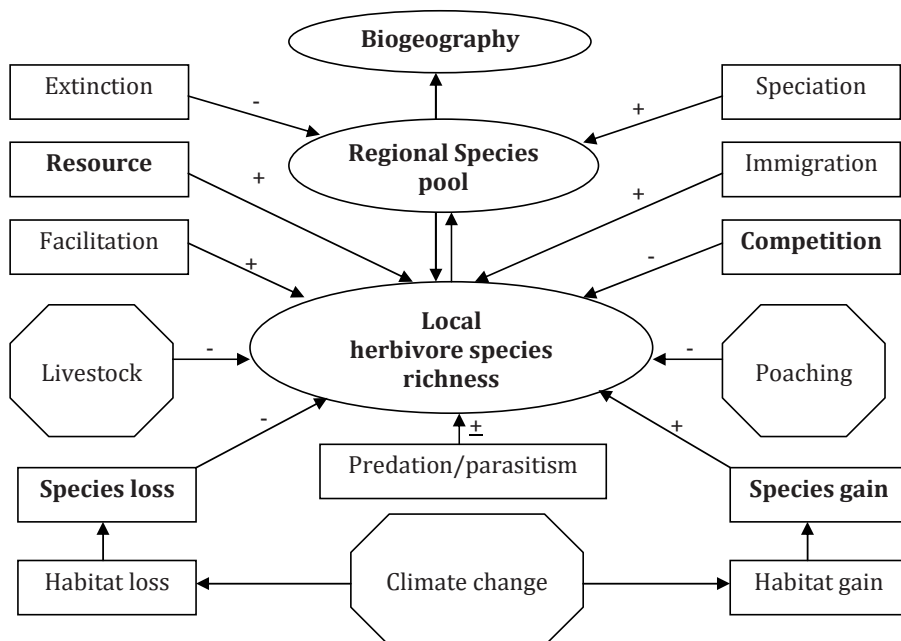 Biogeography
Extinction
-
+
Speciation
Regional Species
pool
Resource
+
+
Immigration
Facilitation
+
-
Competition
Local
herbivore species
richness
Livestock
-
-
Poaching
-
±
+
Predation/parasitism
Species loss
Species gain
Habitat loss
Climate change
Habitat gain